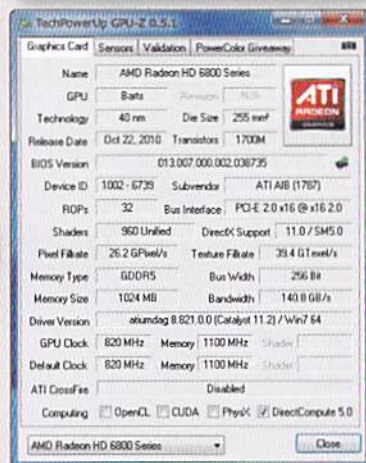 TechPowerUp GPU-Z 0.5.1
Graphics Card Sensors Validation PowerColor Giveaway
Name AMD Radeon HD 6800 Series
GPU Barts Revision N/A
ATI
RADEON
GRAPHICS
Technology 40 nm Die Size 255 mm²
Release Date Oct 22, 2010 Transistors 1700M
BIOS Version 013.007.000.002.038735
Device ID 1002 - 6739 Subvendor ATI AIB (1787)
ROPs 32 Bus Interface PCI-E 2.0 x16 @ x16 2.0
Shaders 960 Unified DirectX Support 11.0 / SM5.0
Pixel Fillrate 26.2 GPixel/s Texture Fillrate 39.4 GTexel/s
Memory Type GDDR5 Bus Width 256 Bit
Memory Size 1024 MB Bandwidth 140.8 GB/s
Driver Version atiumdag 8.821.0.0 (Catalyst 11.2) / Win7 64
GPU Clock 820 MHz Memory 1100 MHz Shader
Default Clock 820 MHz Memory 1100 MHz Shader
ATI CrossFire Disabled
Computing OpenCL CUDA PhysX DirectCompute 5.0
AMD Radeon HD 6800 Series Close